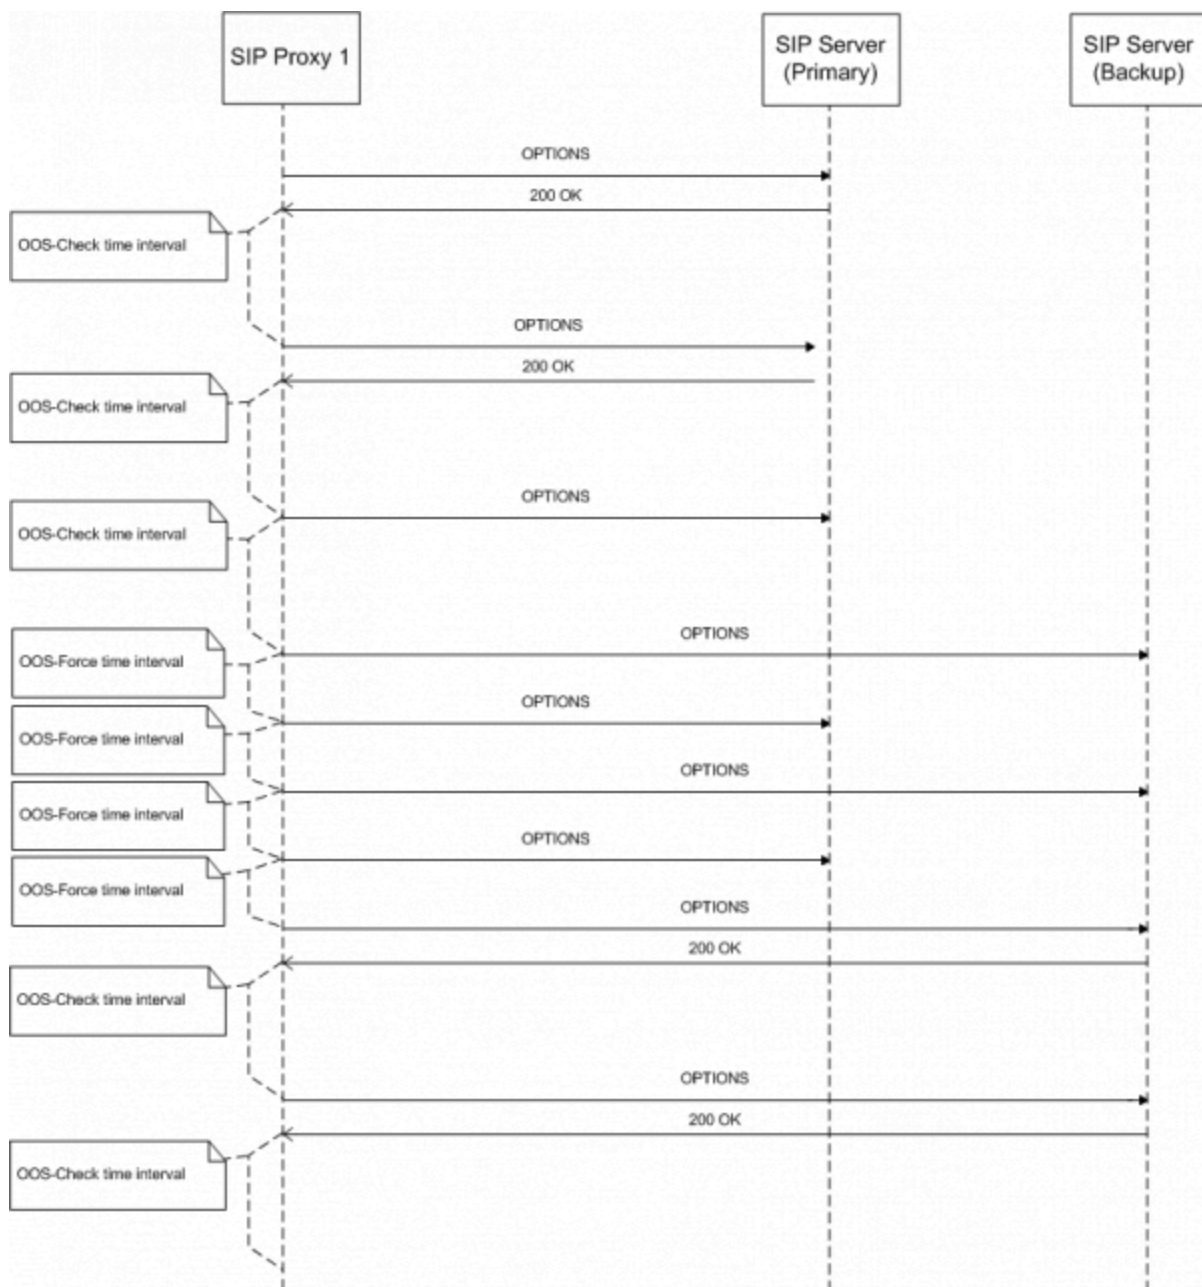 SIP Proxy 1
SIP Server
(Primary)
SIP Server
(Backup)
OPTIONS
200 OK
OOS-Check time interval
OPTIONS
200 OK
OOS-Check time interval
OPTIONS
OOS-Check time interval
OPTIONS
OOS-Force time interval
OPTIONS
OOS-Force time interval
OPTIONS
OOS-Force time interval
OPTIONS
OOS-Force time interval
OPTIONS
200 OK
OOS-Check time interval
OPTIONS
200 OK
OOS-Check time interval